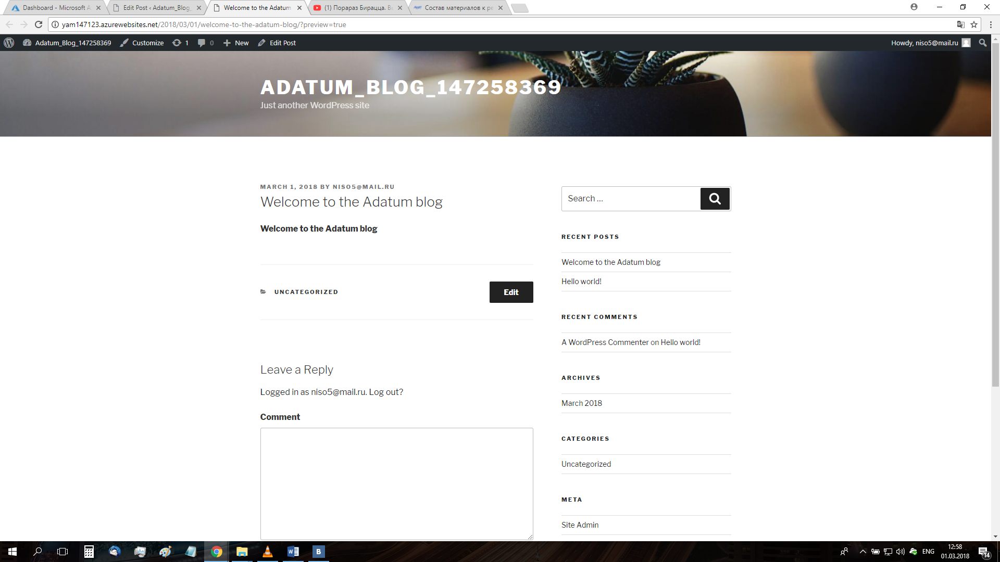 Dashboard - Microsoft A
Edit Post ‹ Adatum_Blog_
Welcome to the Adatum
(1) Порараз Бирацца. В
Состав материалов к ре
yam147123.azurewebsites.net/2018/03/01/welcome-to-the-adatum-blog/?preview=true
Adatum_Blog_147258369
Customize
1
0
New
Edit Post
Howdy, niso5@mail.ru
ADATUM_BLOG_147258369
Just another WordPress site
MARCH 1, 2018 BY NISO5@MAIL.RU
Welcome to the Adatum blog
Welcome to the Adatum blog
UNCATEGORIZED
Edit
Leave a Reply
Logged in as niso5@mail.ru. Log out?
Comment
Search …
RECENT POSTS
Welcome to the Adatum blog
Hello world!
RECENT COMMENTS
A WordPress Commenter on Hello world!
ARCHIVES
March 2018
CATEGORIES
Uncategorized
META
Site Admin
ENG
12:58
01.03.2018
14